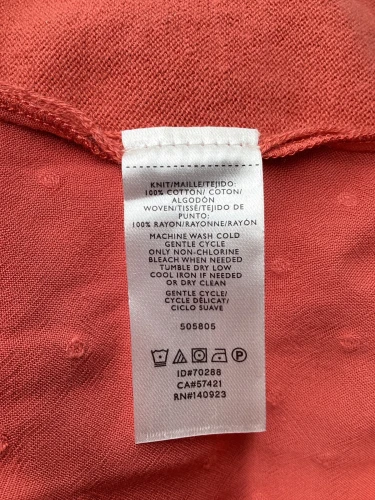 KNIT/MAILLE/TEJIDO:
100% COTTON/ COTON/
ALGODÓN
WOVEN/TISSÉ/TEJIDO DE
PUNTO:
100% RAYON/RAYONNE/RAYÓN
MACHINE WASH COLD
GENTLE CYCLE
ONLY NON-CHLORINE
BLEACH WHEN NEEDED
TUMBLE DRY LOW
COOL IRON IF NEEDED
OR DRY CLEAN
GENTLE CYCLE/
CYCLE DÉLICAT/
CICLO SUAVE
505805
P
ID#70288
CA#57421
RN#140923